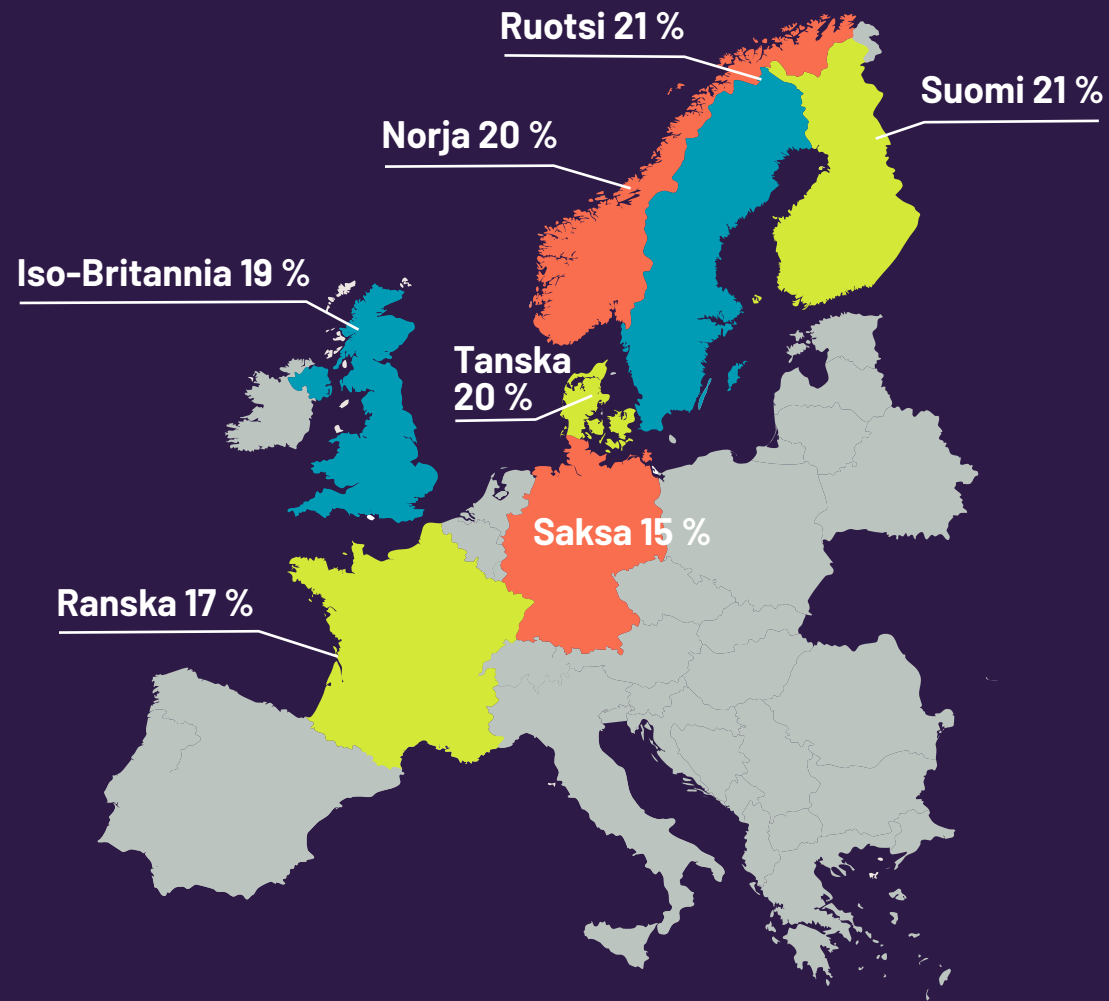 Ruotsi 21 %
Suomi 21 %
Norja 20 %
Iso-Britannia 19 %
Tanska
20 %
Saksa 15 %
Ranska 17 %